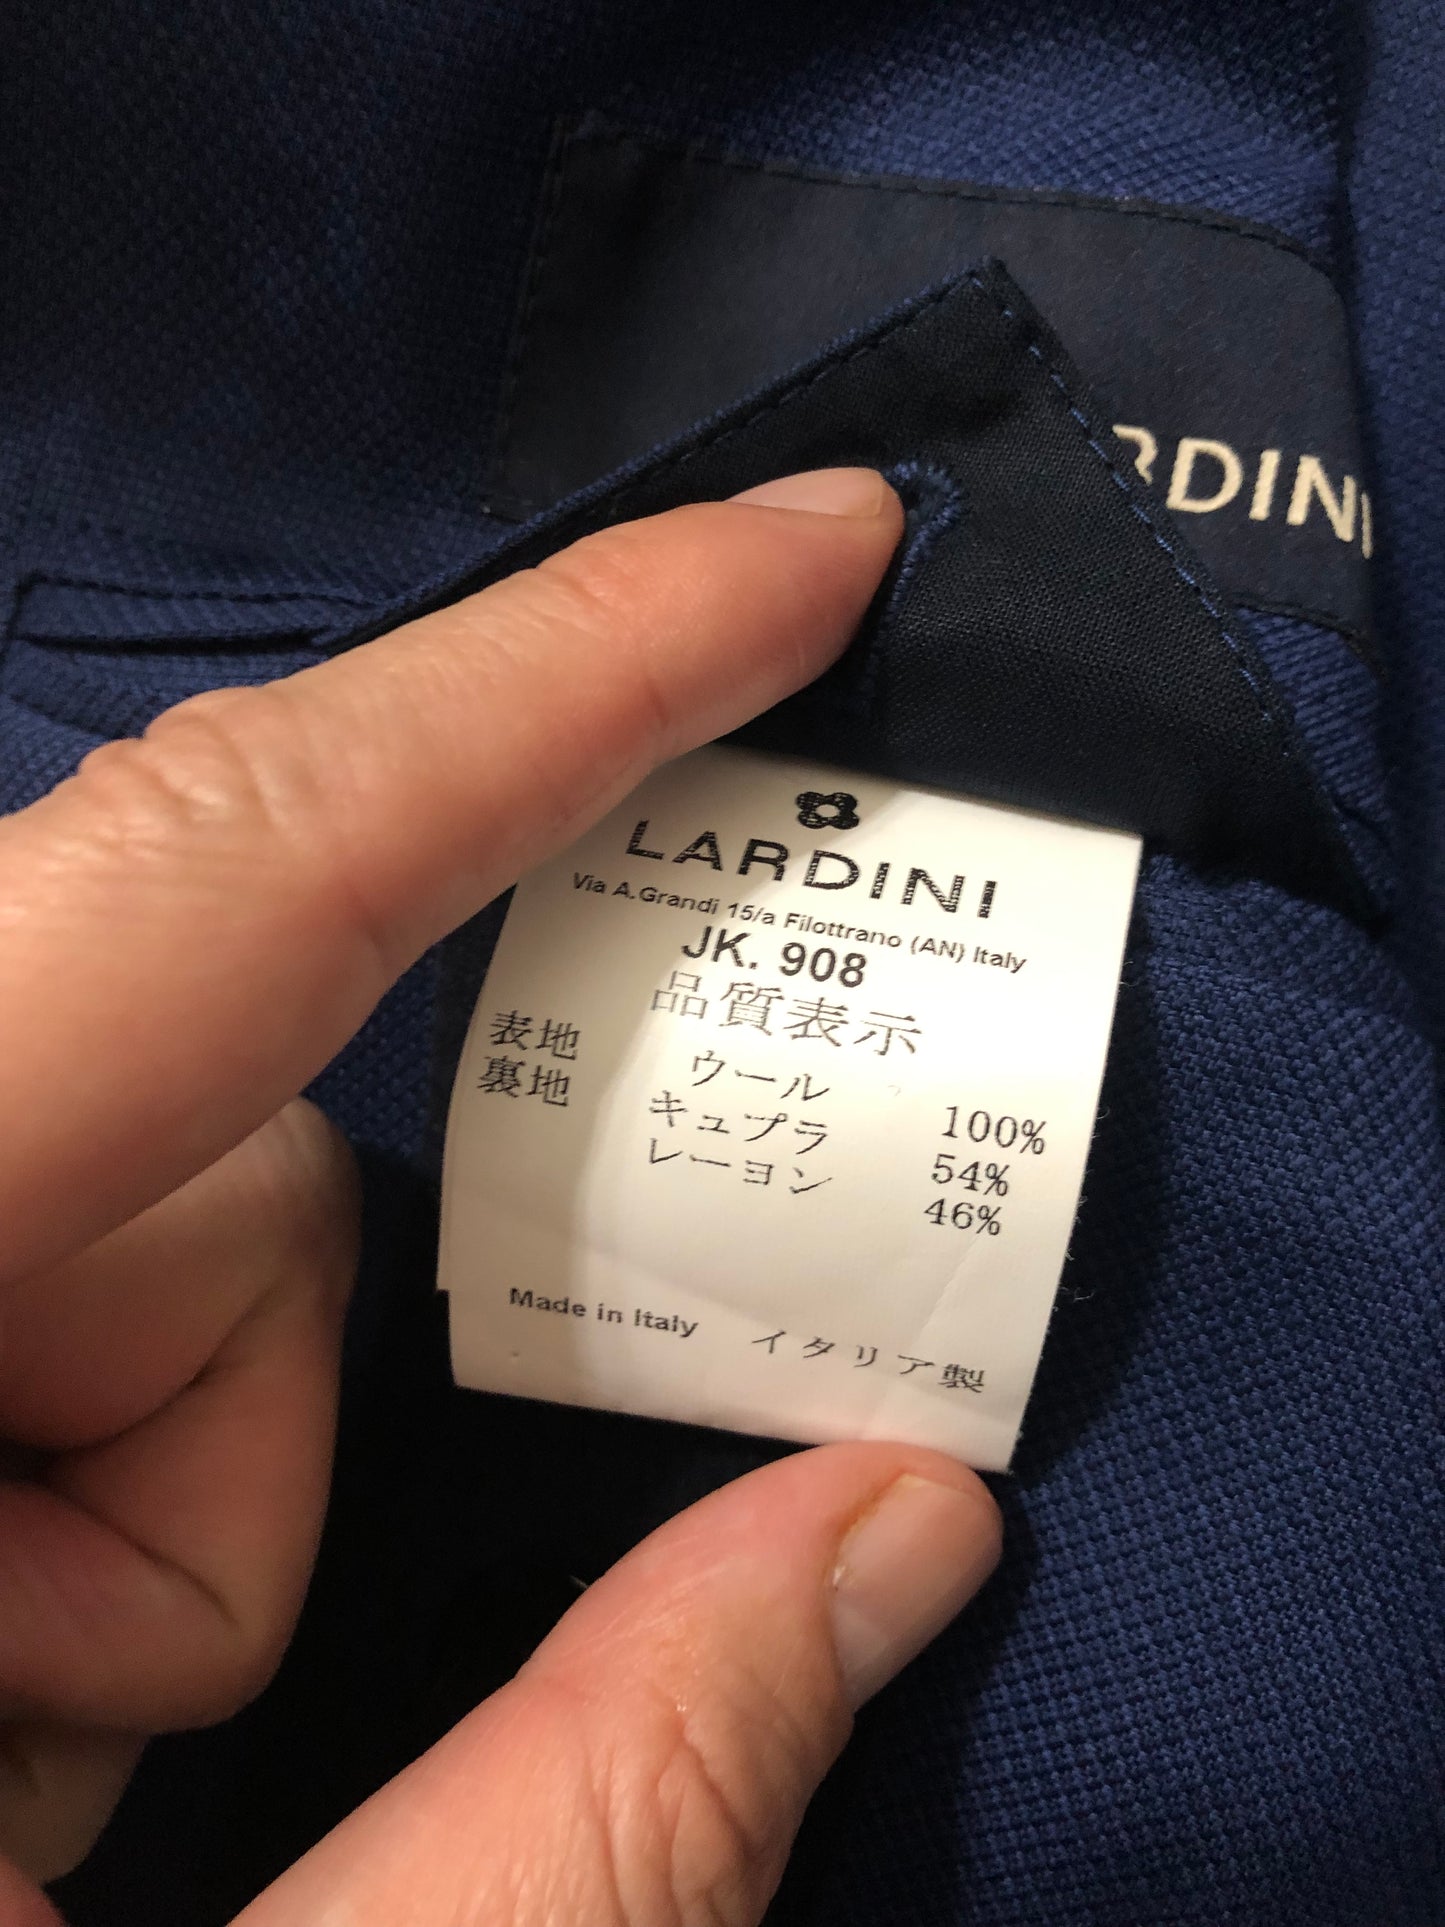 RDINI
LARDINI
Via A.Grandi 15/a Filottrano (AN) Italy
JK. 908
品質表示
表地 ウール 100%
裏地 キュプラ 54%
レーヨン 46%
Made in Italy イタリア製